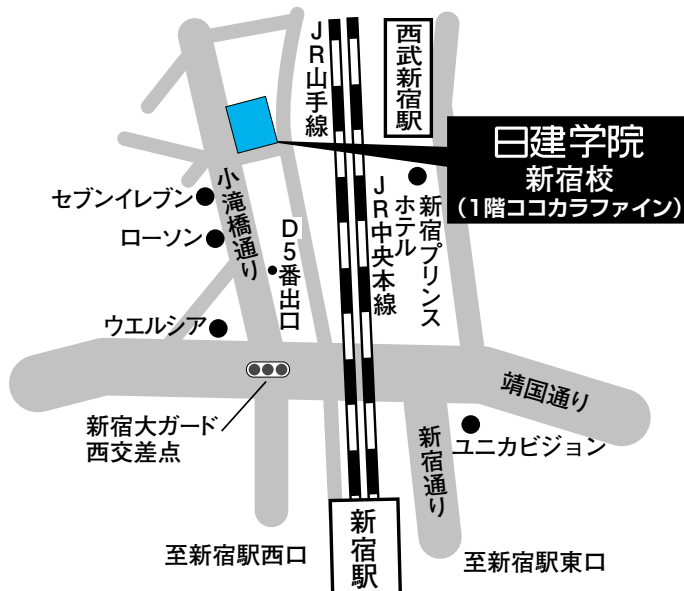 JR山手線
西武新宿駅
日建学院
新宿校
(1階ココカラファイン)
セブンイレブン
ローソン
小滝橋通り
D5番出口
JR中央本線
新宿プリンス
ホテル
ウエルシア
靖国通り
新宿大ガード
西交差点
新宿通り
ユニカビジョン
至新宿駅西口
新宿駅
至新宿駅東口